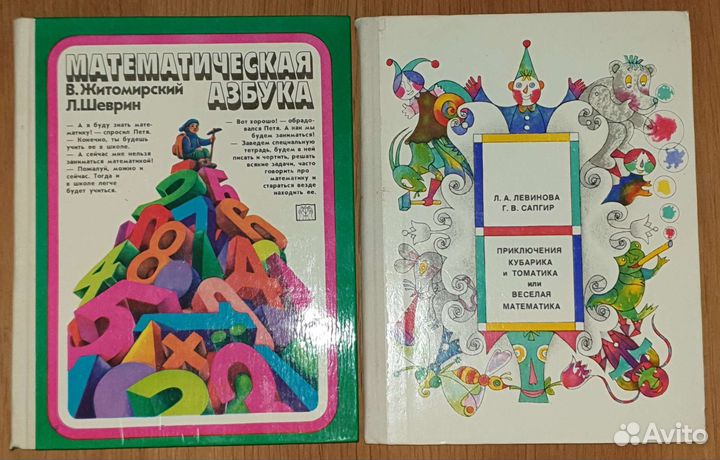 МАТЕМАТИЧЕСКАЯ
АЗБУКА
В. Житомирский
Л. Шеврин
— А я буду знать мате-
матику? — спросил Петя.
— Конечно, ты будешь
учить ее в школе.
— А сейчас мне нельзя
заниматься математикой?
— Пожалуй, можно и
сейчас. Тогда и
в школе легче
будет учиться.
— Вот хорошо! — обрадо-
вался Петя. А как мы
будем заниматься?
— Заведем специальную
тетрадь, будем в ней
писать и чертить, решать
всякие задачи, часто
говорить про
математику и
стараться везде
находить ее.
Л. А. ЛЕВИНОВА
Г. В. САПГИР
ПРИКЛЮЧЕНИЯ
КУБАРИКА
и ТОМАТИКА
или
ВЕСЕЛАЯ
МАТЕМАТИКА
Avito